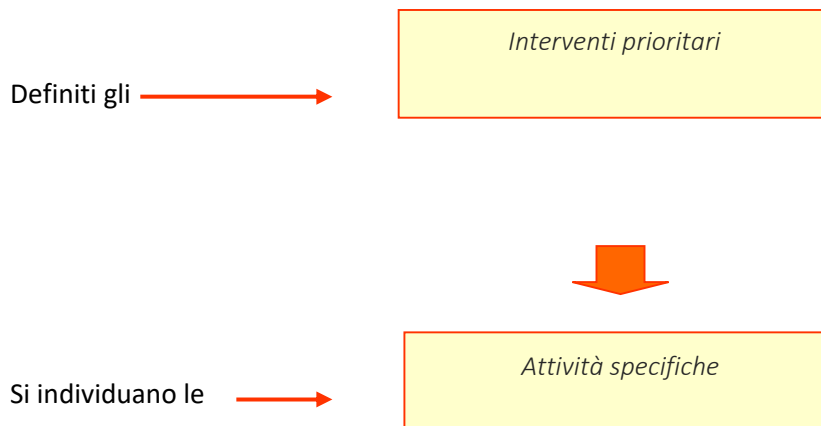 Interventi prioritari
Definiti gli
Attività specifiche
Si individuano le